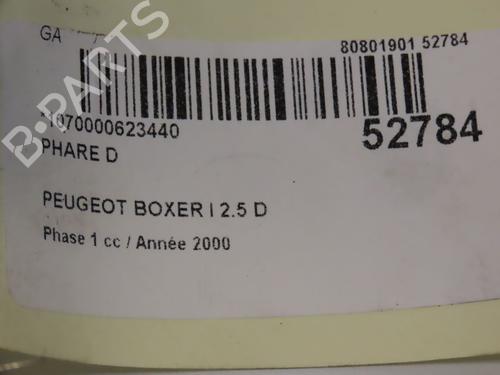 GA
80801901 52784
*1070000623440
52784
PHARE D
PEUGEOT BOXER I 2.5 D
Phase 1 cc / Année 2000
B-PARTS